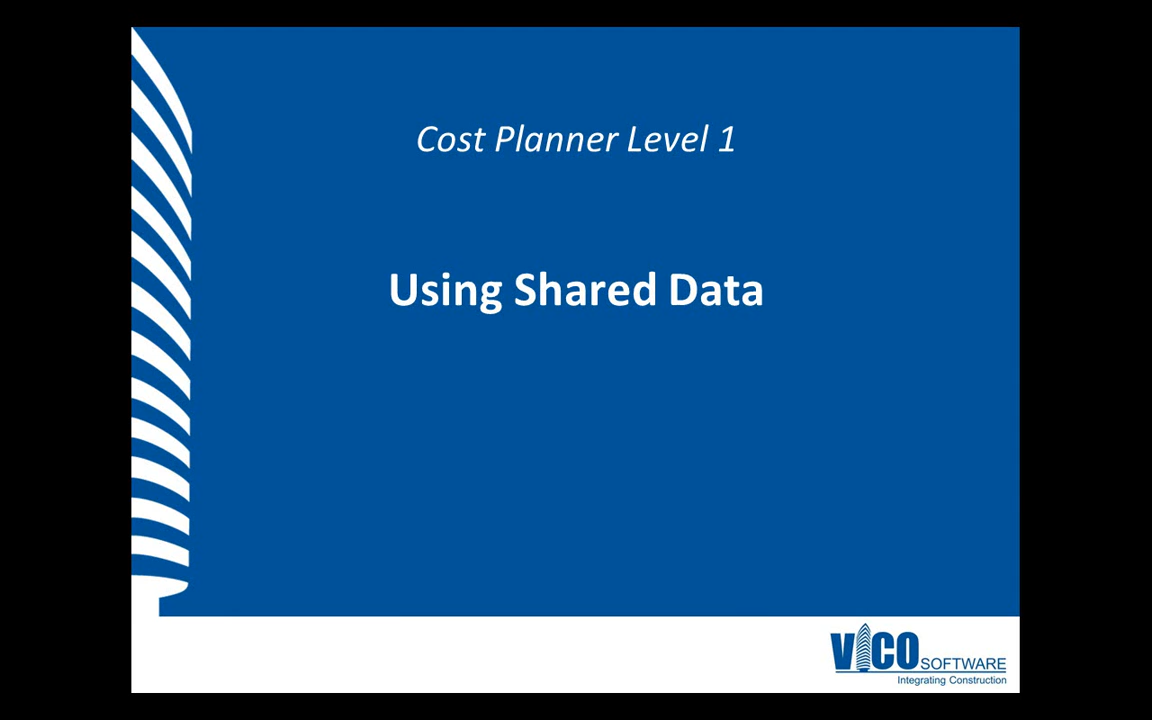 Cost Planner Level 1
Using Shared Data
VICO SOFTWARE
Integrating Construction